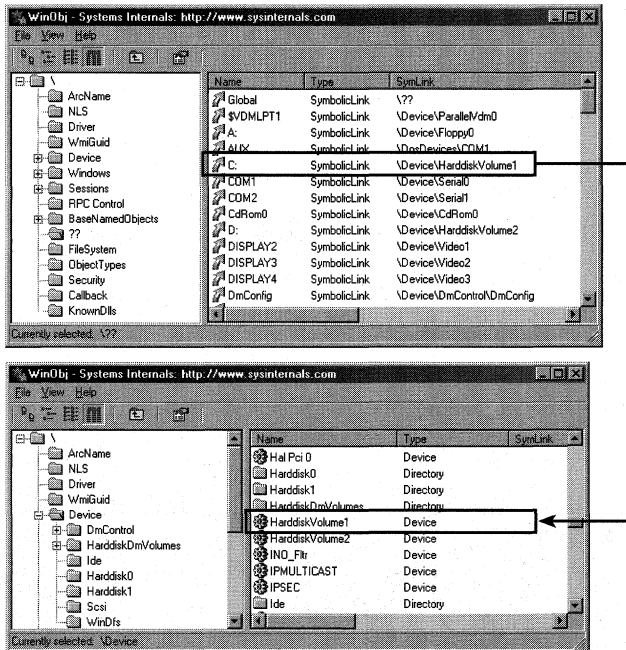 WinObj - Systems Internals: http://www.sysinternals.com
File View Help
\
ArcName
NLS
Driver
WmiGuid
Device
Windows
Sessions
RPC Control
BaseNamedObjects
??
FileSystem
ObjectTypes
Security
Callback
KnownDlls
Name Type SymLink
Global SymbolicLink \??
$VDMLPT1 SymbolicLink \Device\ParallelVdm0
A: SymbolicLink \Device\Floppy0
AUX SymbolicLink \DosDevices\COM1
C: SymbolicLink \Device\HarddiskVolume1
COM1 SymbolicLink \Device\Serial0
COM2 SymbolicLink \Device\Serial1
CdRom0 SymbolicLink \Device\CdRom0
D: SymbolicLink \Device\HarddiskVolume2
DISPLAY2 SymbolicLink \Device\Video1
DISPLAY3 SymbolicLink \Device\Video2
DISPLAY4 SymbolicLink \Device\Video3
DmConfig SymbolicLink \Device\DmControl\DmConfig
Currently selected: \??
WinObj - Systems Internals: http://www.sysinternals.com
File View Help
\
ArcName
NLS
Driver
WmiGuid
Device
DmControl
HarddiskDmVolumes
Ide
Harddisk0
Harddisk1
Scsi
WinDfs
Name Type SymLink
Hal Pci 0 Device
Harddisk0 Directory
Harddisk1 Directory
HarddiskDmVolumes Directory
HarddiskVolume1 Device
HarddiskVolume2 Device
INO_Fltr Device
IPMULTICAST Device
IPSEC Device
Ide Directory
Currently selected: \Device